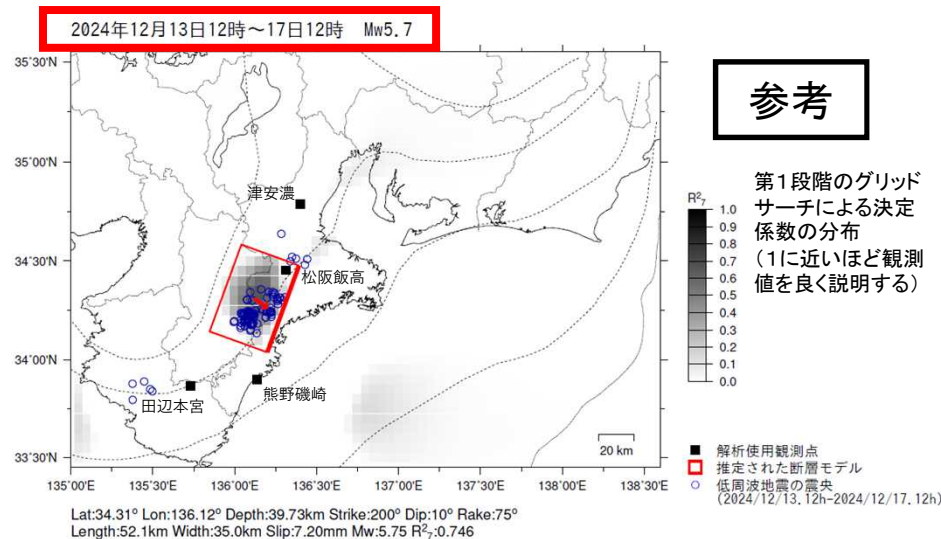 2024年12月13日12時～17日12時 Mw5.7
参考
35°30'N
35°00'N
34°30'N
34°00'N
33°30'N
135°00'E
135°30'E
136°00'E
136°30'E
137°00'E
137°30'E
138°00'E
138°30'E
津安濃
松阪飯高
熊野磯崎
田辺本宮
20 km
第１段階のグリッド
サーチによる決定
係数の分布
（１に近いほど観測
値を良く説明する）
R²₇
1.0
0.9
0.8
0.7
0.6
0.5
0.4
0.3
0.2
0.1
0.0
解析使用観測点
推定された断層モデル
低周波地震の震央
(2024/12/13.12h-2024/12/17.12h)
Lat:34.31° Lon:136.12° Depth:39.73km Strike:200° Dip:10° Rake:75°
Length:52.1km Width:35.0km Slip:7.20mm Mw:5.75 R²₇:0.746